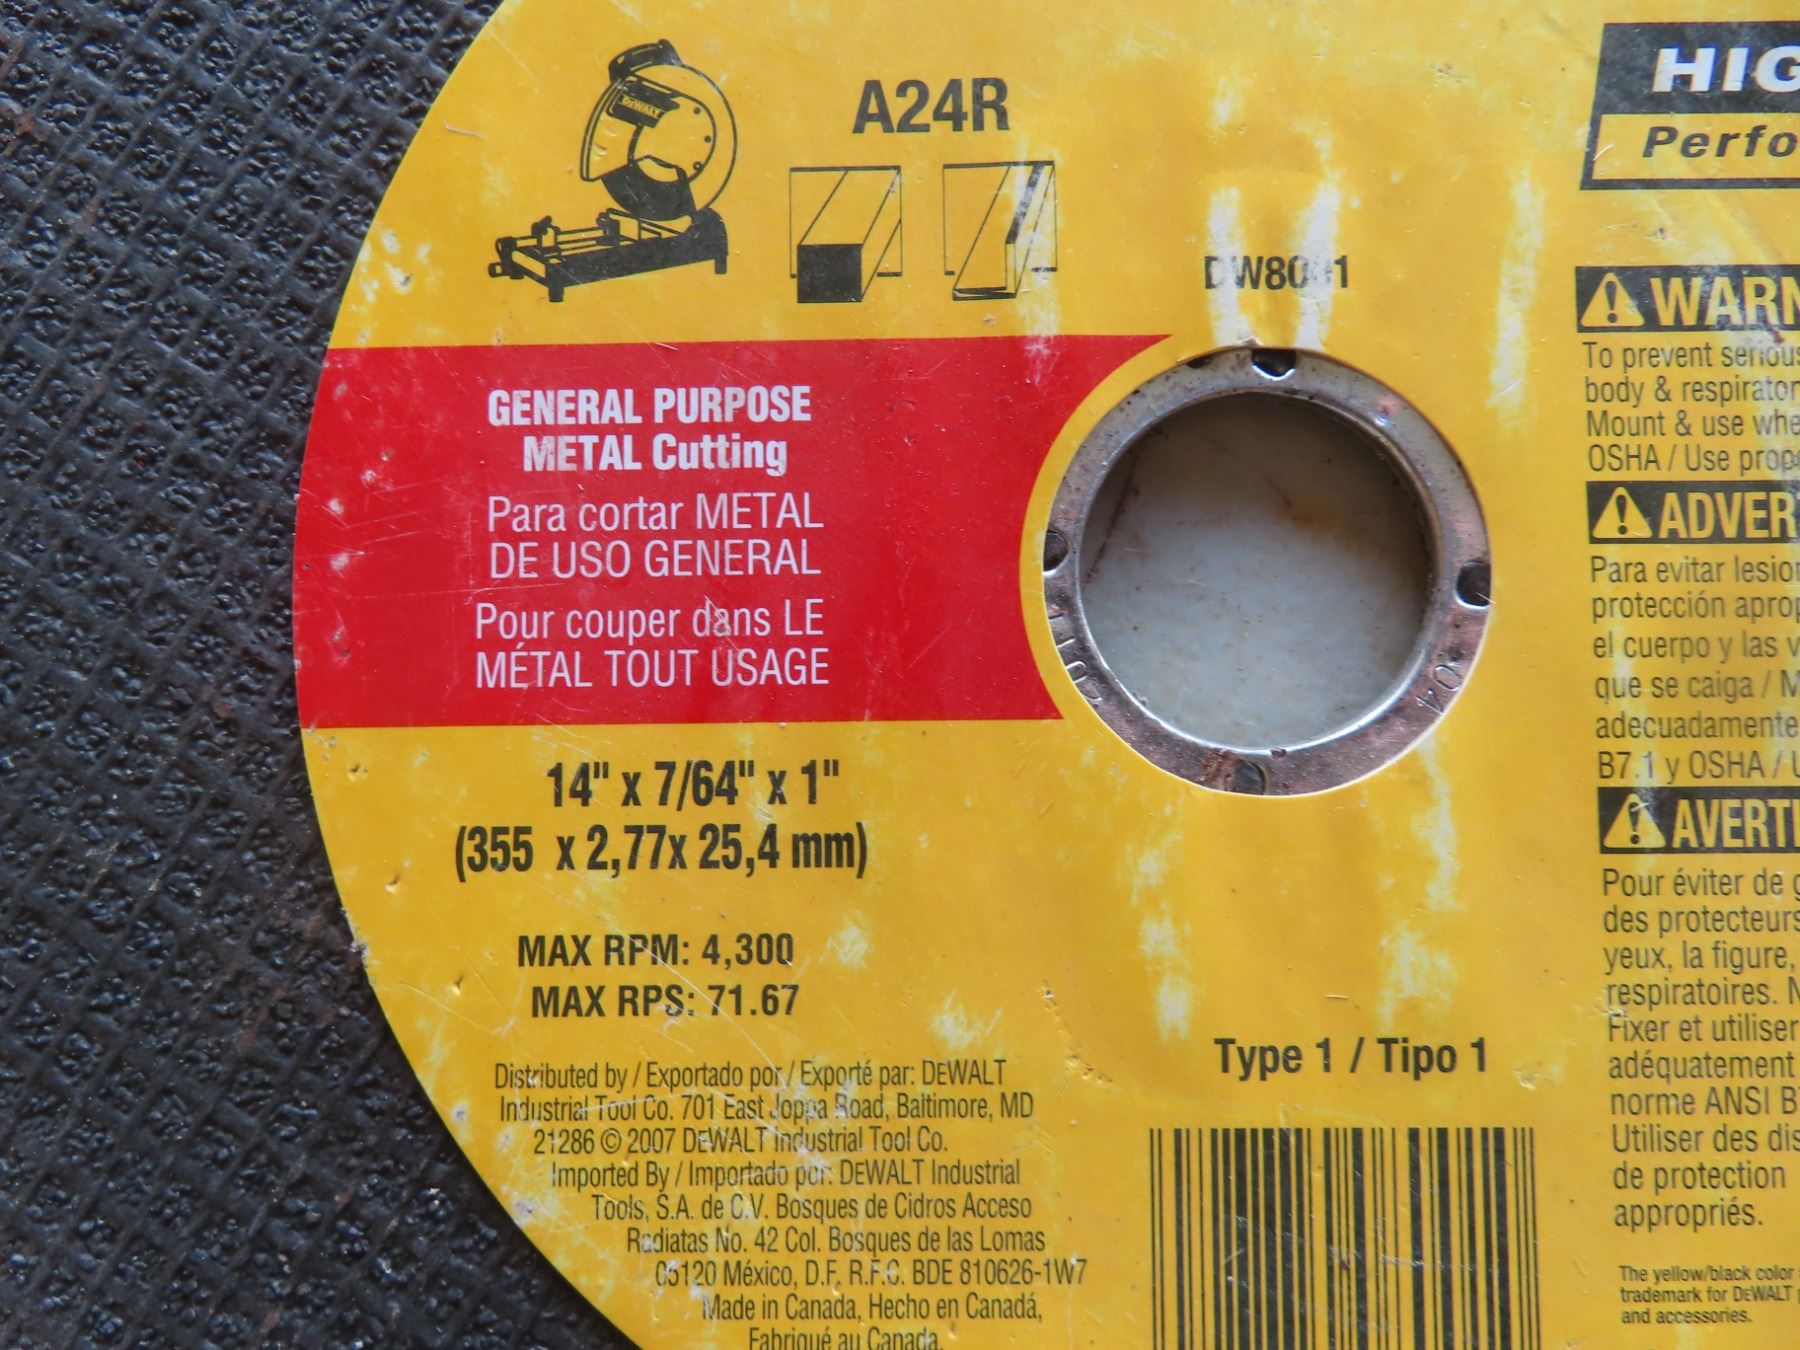 DEWALT
A24R
GENERAL PURPOSE
METAL Cutting
Para cortar METAL
DE USO GENERAL
Pour couper dans LE
MÉTAL TOUT USAGE
14" x 7/64" x 1"
(355 x 2,77x 25,4 mm)
MAX RPM: 4,300
MAX RPS: 71.67
Distributed by / Exportado por / Exporté par: DEWALT
Industrial Tool Co. 701 East Joppa Road, Baltimore, MD
21286 © 2007 DEWALT Industrial Tool Co.
Imported By / Importado por: DEWALT Industrial
Tools, S.A. de C.V. Bosques de Cidros Acceso
Radiatas No. 42 Col. Bosques de las Lomas
05120 México, D.F. R.F.C. BDE 810626-1W7
Made in Canada, Hecho en Canadá,
Fabriqué au Canada.
2011
V04
Type 1 / Tipo 1
HIG
Perfo
WARN
To prevent serious
body & respirator
Mount & use whe
OSHA / Use prop
ADVER
Para evitar lesio
protección aprop
el cuerpo y las v
que se caiga / M
adecuadamente
B7.1 y OSHA / U
AVERTI
Pour éviter de g
des protecteurs
yeux, la figure,
respiratoires. N
Fixer et utiliser
adéquatement
norme ANSI B
Utiliser des dis
de protection
appropriés.
The yellow/black color
trademark for DEWALT
and accessories.